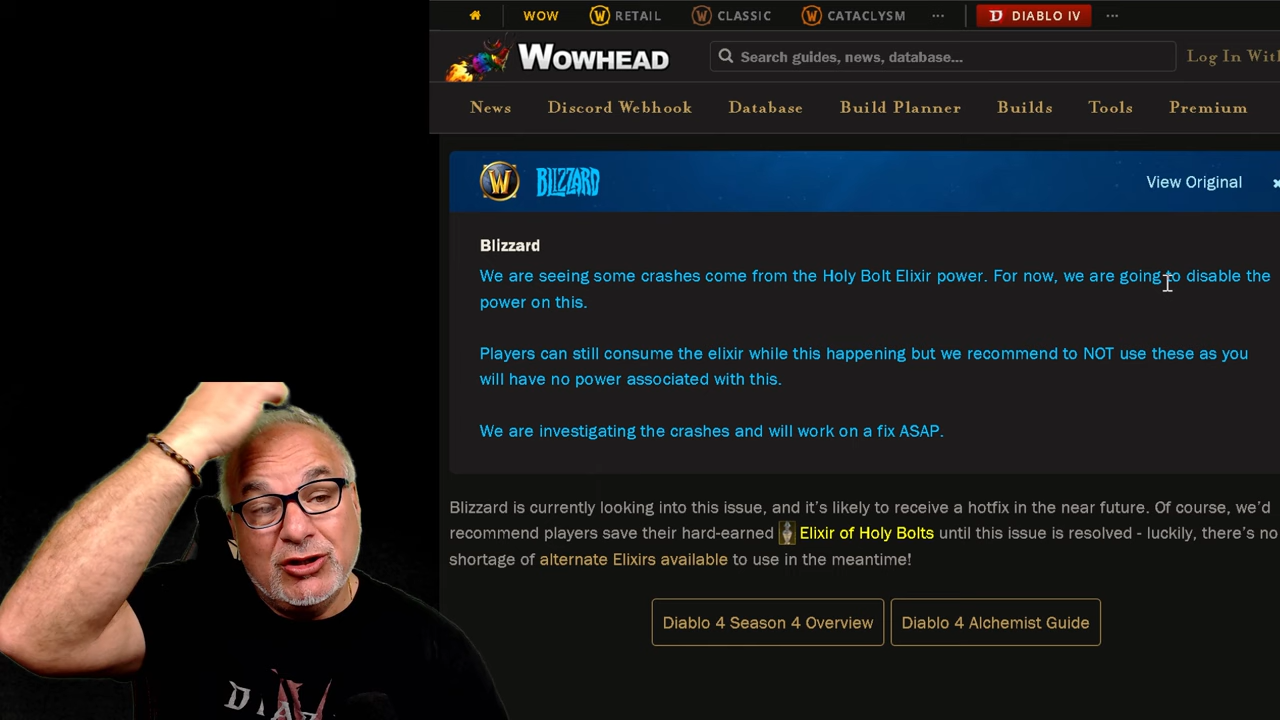 WOW RETAIL CLASSIC CATACLYSM ... DIABLO IV ...
WOWHEAD Search guides, news, database... Log In
News Discord Webhook Database Build Planner Builds Tools Premium
BLIZZARD View Original
Blizzard
We are seeing some crashes come from the Holy Bolt Elixir power. For now, we are going to disable the
power on this.
Players can still consume the elixir while this happening but we recommend to NOT use these as you
will have no power associated with this.
We are investigating the crashes and will work on a fix ASAP.
Blizzard is currently looking into this issue, and it's likely to receive a hotfix in the near future. Of course, we'd
recommend players save their hard-earned Elixir of Holy Bolts until this issue is resolved - luckily, there's no
shortage of alternate Elixirs available to use in the meantime!
Diablo 4 Season 4 Overview Diablo 4 Alchemist Guide